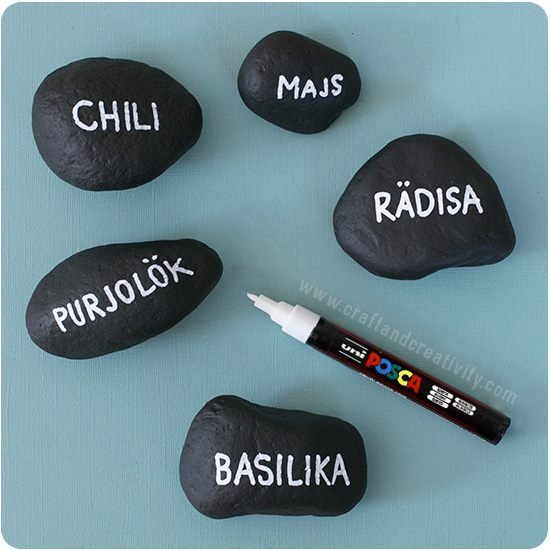 CHILI
MAJS
RÄDISA
PURJOLÖK
www.craftandcreativity.com
uni POSCA
BASILIKA